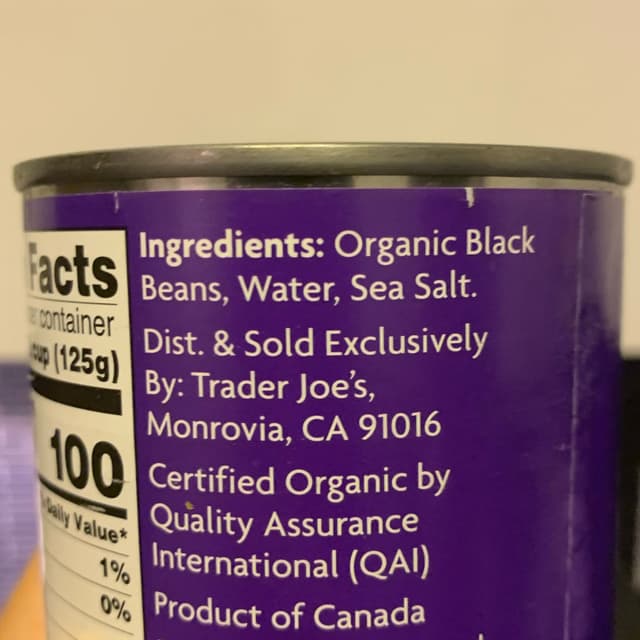 Facts
container
cup (125g)
100
Daily Value*
1%
0%
Ingredients: Organic Black
Beans, Water, Sea Salt.
Dist. & Sold Exclusively
By: Trader Joe's,
Monrovia, CA 91016
Certified Organic by
Quality Assurance
International (QAI)
Product of Canada